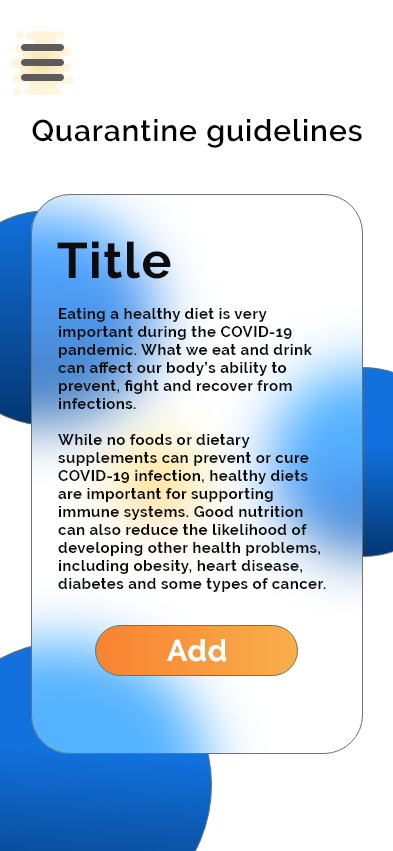 Quarantine guidelines
Title
Eating a healthy diet is very
important during the COVID-19
pandemic. What we eat and drink
can affect our body’s ability to
prevent, fight and recover from
infections.
While no foods or dietary
supplements can prevent or cure
COVID-19 infection, healthy diets
are important for supporting
immune systems. Good nutrition
can also reduce the likelihood of
developing other health problems,
including obesity, heart disease,
diabetes and some types of cancer.
Add